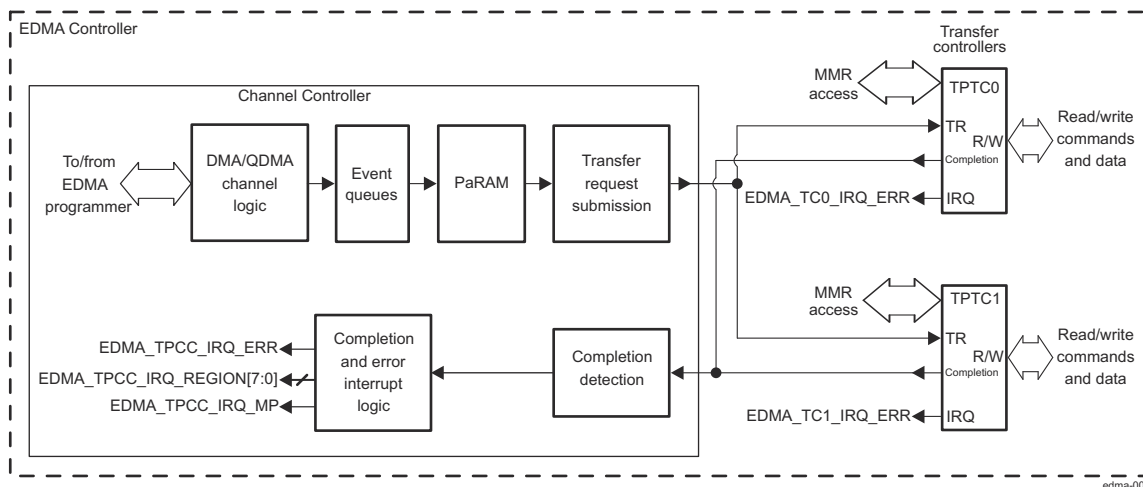 EDMA Controller
Transfer
controllers
MMR
access
TPTC0
Channel Controller
TR
R/W
Completion
IRQ
Read/write
commands
and data
To/from
EDMA
programmer
DMA/QDMA
channel
logic
Event
queues
PaRAM
Transfer
request
submission
EDMA_TC0_IRQ_ERR
MMR
access
TPTC1
TR
R/W
Completion
IRQ
Read/write
commands
and data
EDMA_TPCC_IRQ_ERR
EDMA_TPCC_IRQ_REGION[7:0]
EDMA_TPCC_IRQ_MP
Completion
and error
interrupt
logic
Completion
detection
EDMA_TC1_IRQ_ERR